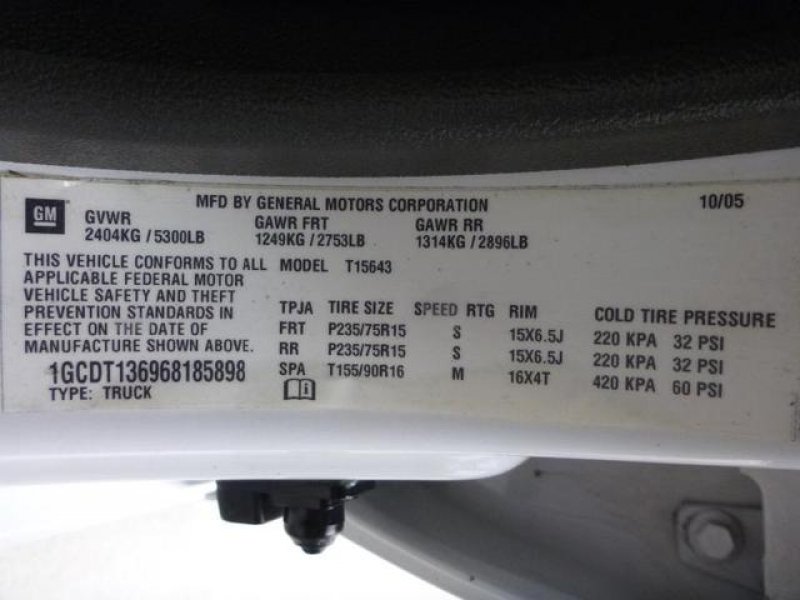 MFD BY GENERAL MOTORS CORPORATION 10/05
GM GVWR GAWR FRT GAWR RR
2404KG / 5300LB 1249KG / 2753LB 1314KG / 2896LB
THIS VEHICLE CONFORMS TO ALL MODEL T15643
APPLICABLE FEDERAL MOTOR
VEHICLE SAFETY AND THEFT
PREVENTION STANDARDS IN TPJA TIRE SIZE SPEED RTG RIM COLD TIRE PRESSURE
EFFECT ON THE DATE OF FRT P235/75R15 S 15X6.5J 220 KPA 32 PSI
MANUFACTURE SHOWN ABOVE. RR P235/75R15 S 15X6.5J 220 KPA 32 PSI
1GCDT136968185898 SPA T155/90R16 M 16X4T 420 KPA 60 PSI
TYPE: TRUCK